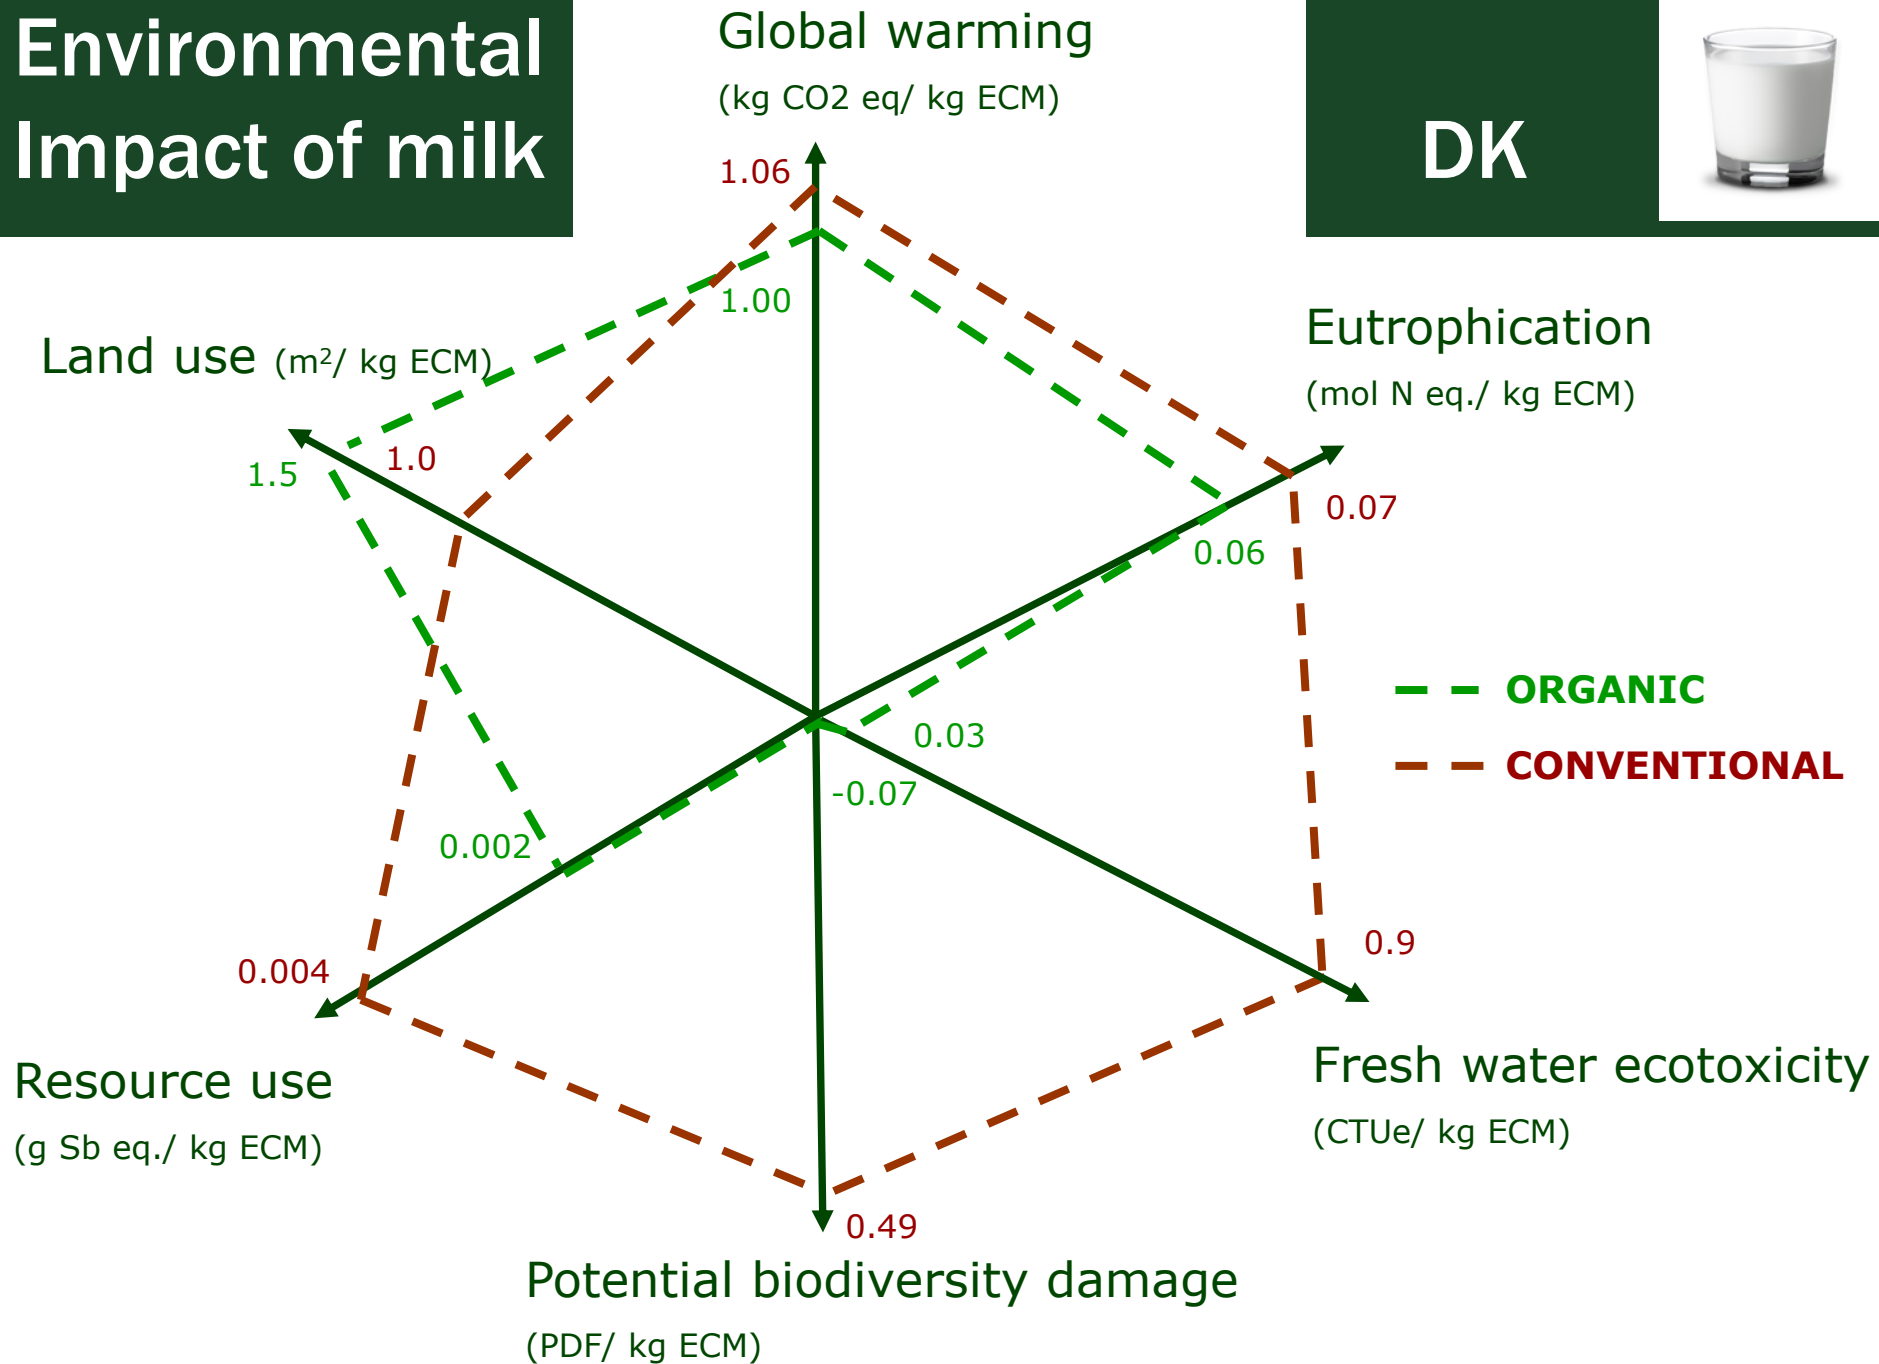 Environmental
Impact of milk
Global warming
(kg CO2 eq/ kg ECM)
DK
1.06
1.00
Land use (m²/ kg ECM)
Eutrophication
(mol N eq./ kg ECM)
1.5
1.0
0.07
0.06
ORGANIC
CONVENTIONAL
0.03
-0.07
0.002
0.004
0.9
Resource use
(g Sb eq./ kg ECM)
Fresh water ecotoxicity
(CTUe/ kg ECM)
0.49
Potential biodiversity damage
(PDF/ kg ECM)